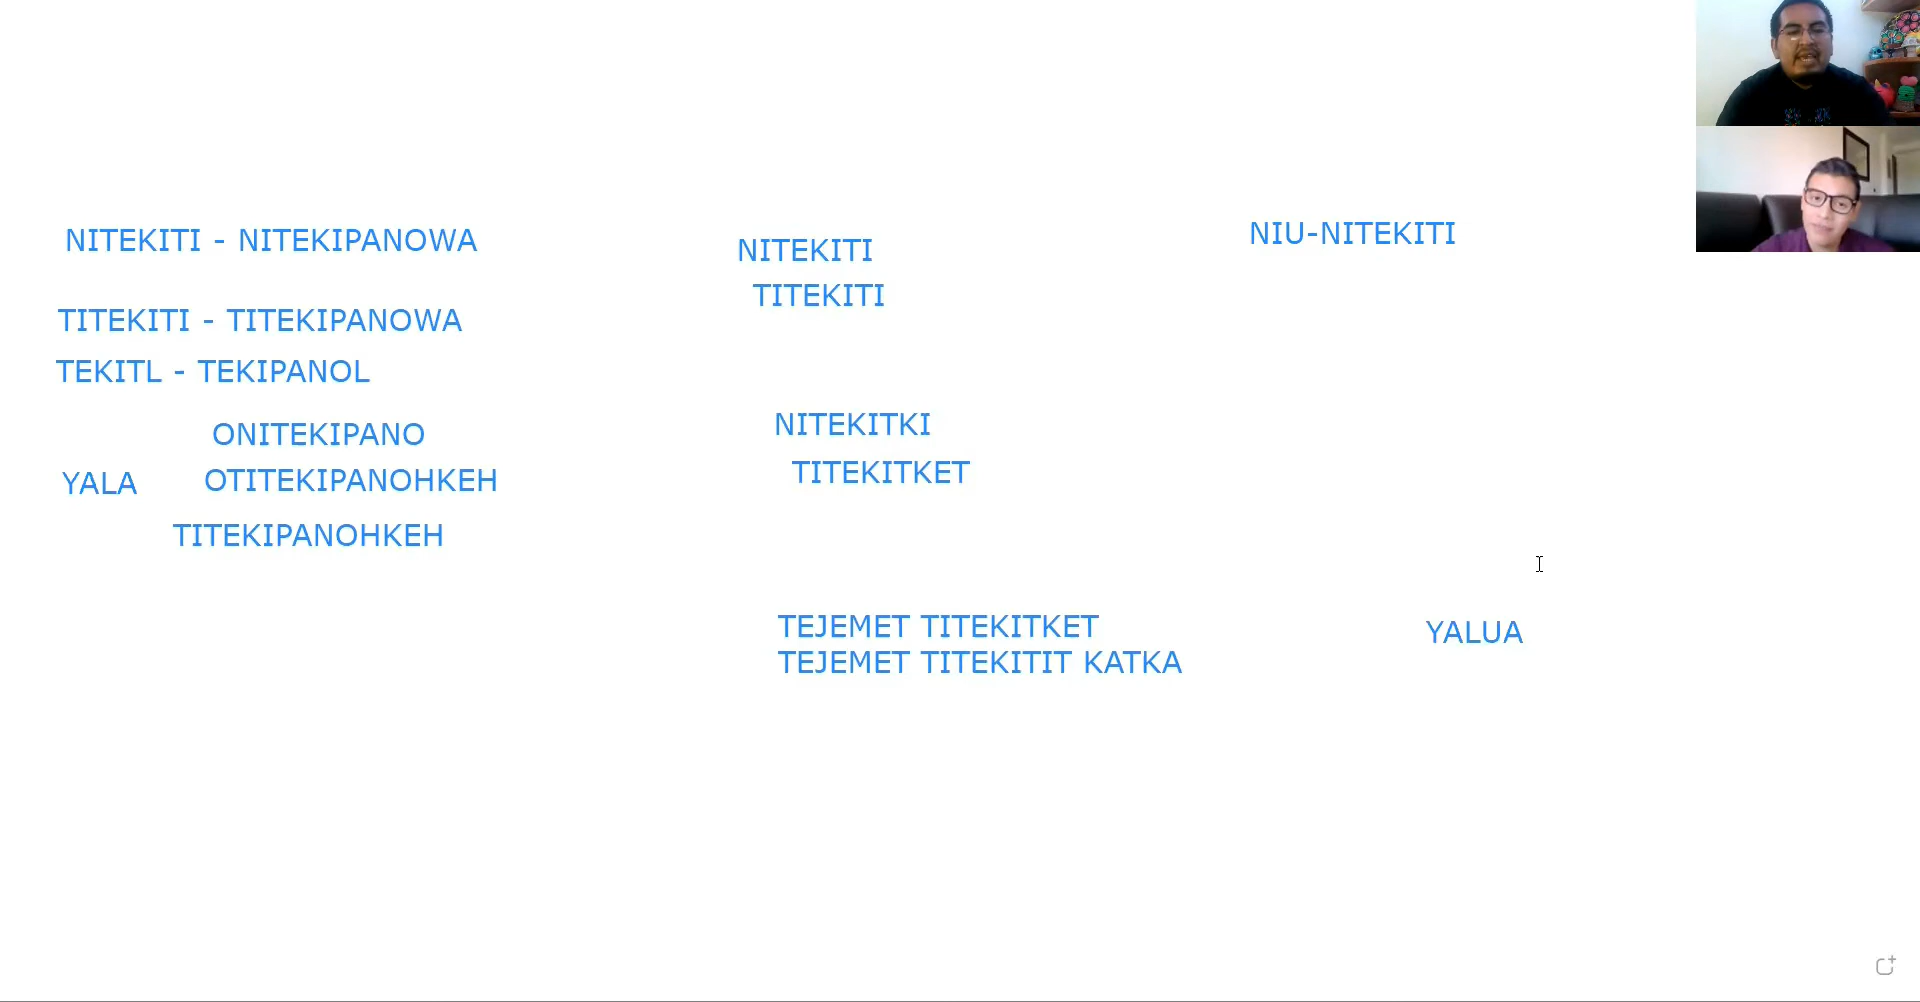 NITEKITI - NITEKIPANOWA
TITEKITI - TITEKIPANOWA
TEKITL - TEKIPANOL
ONITEKIPANO
YALA
OTITEKIPANOHKEH
TITEKIPANOHKEH
NITEKITI
TITEKITI
NITEKITKI
TITEKITKET
TEJEMET TITEKITKET
TEJEMET TITEKITIT KATKA
NIU-NITEKITI
YALUA